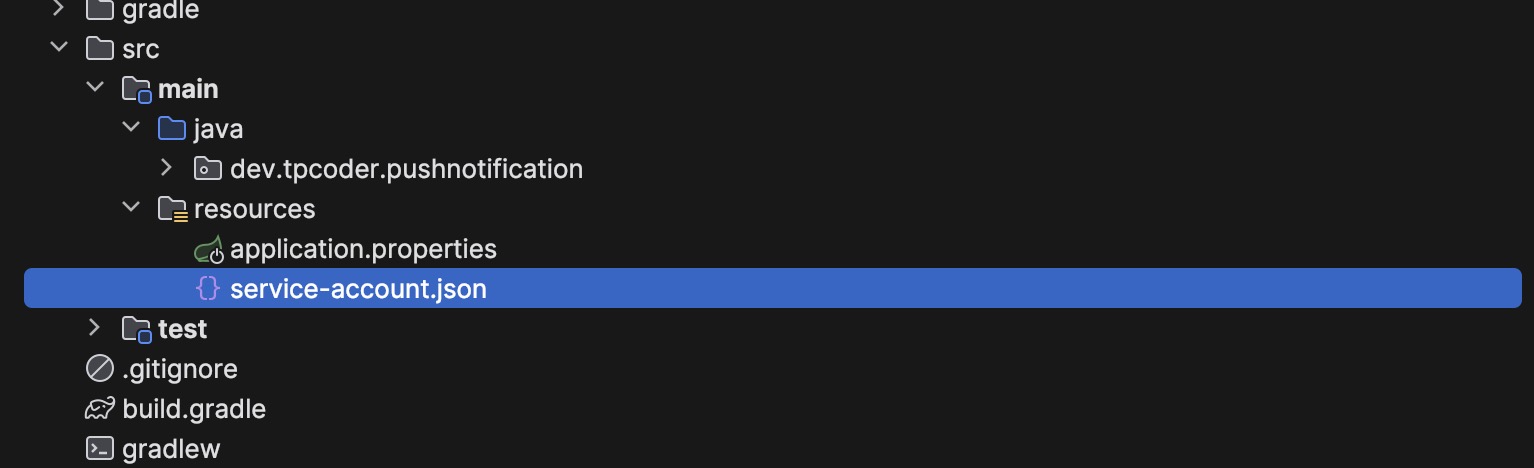 gradle
src
main
java
dev.tpcoder.pushnotification
resources
application.properties
service-account.json
test
.gitignore
build.gradle
gradlew